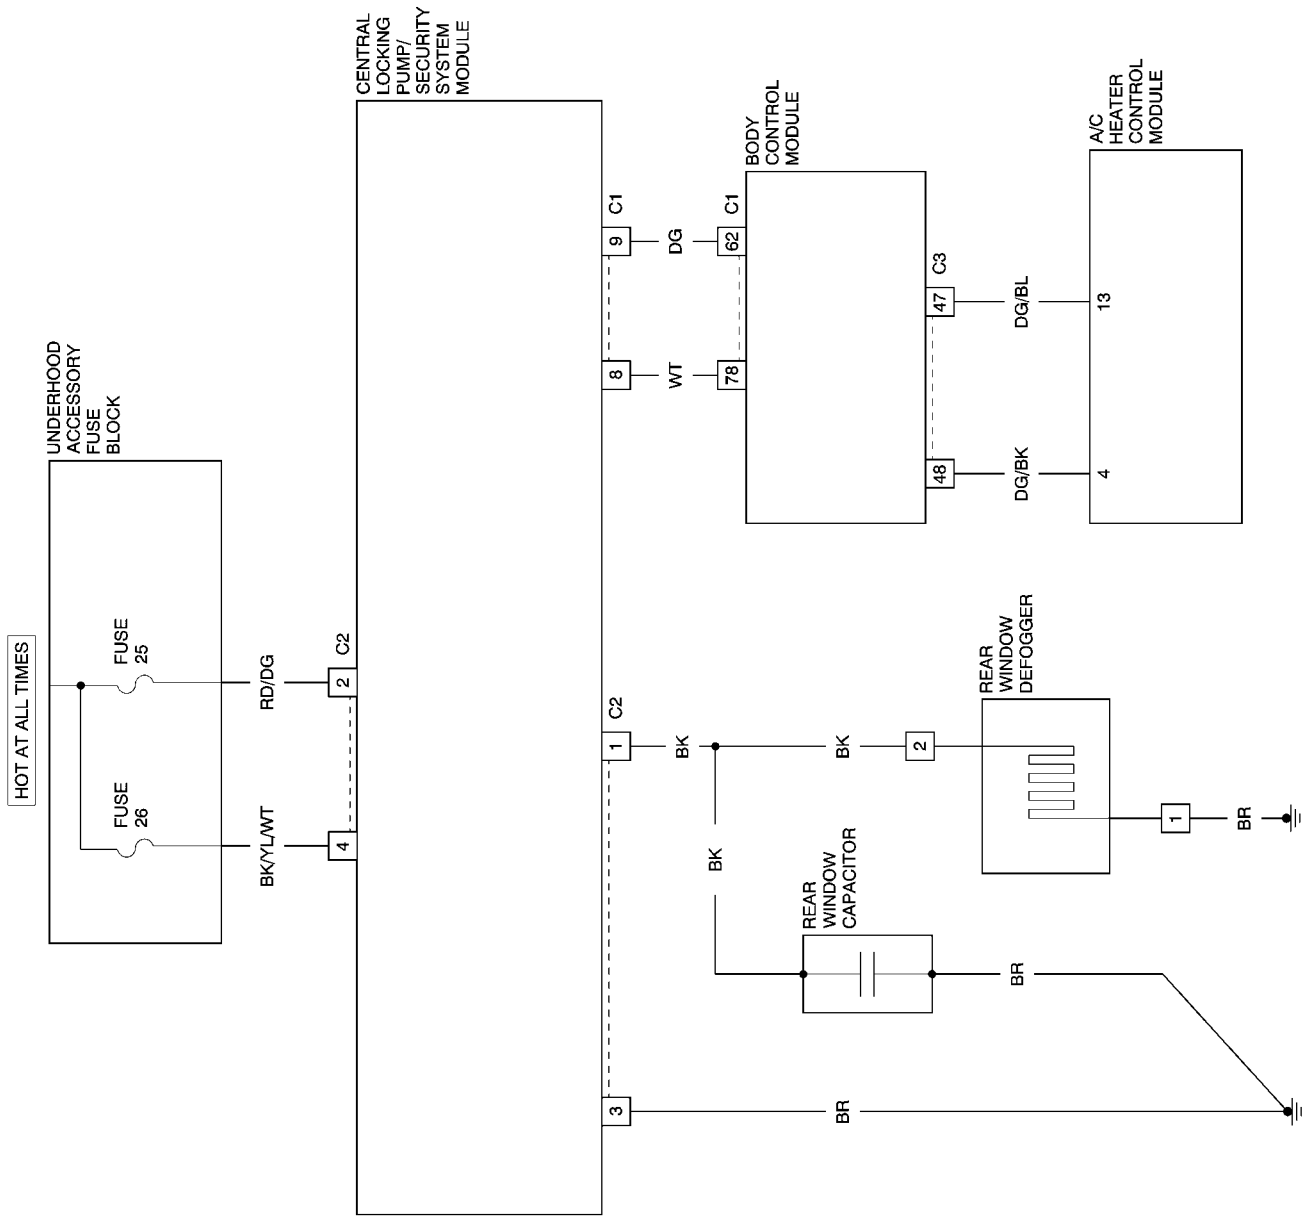 HOT AT ALL TIMES
UNDERHOOD
ACCESSORY
FUSE
BLOCK
FUSE
26
FUSE
25
BK/YL/WT
RD/DG
4
2
C2
CENTRAL
LOCKING
PUMP/
SECURITY
SYSTEM
MODULE
3
1
C2
8
9
C1
BK
WT
DG
78
62
C1
BODY
CONTROL
MODULE
BK
REAR
WINDOW
CAPACITOR
BR
BK
2
48
47
C3
REAR
WINDOW
DEFOGGER
BR
DG/BK
DG/BL
4
13
A/C
HEATER
CONTROL
MODULE
1
BR